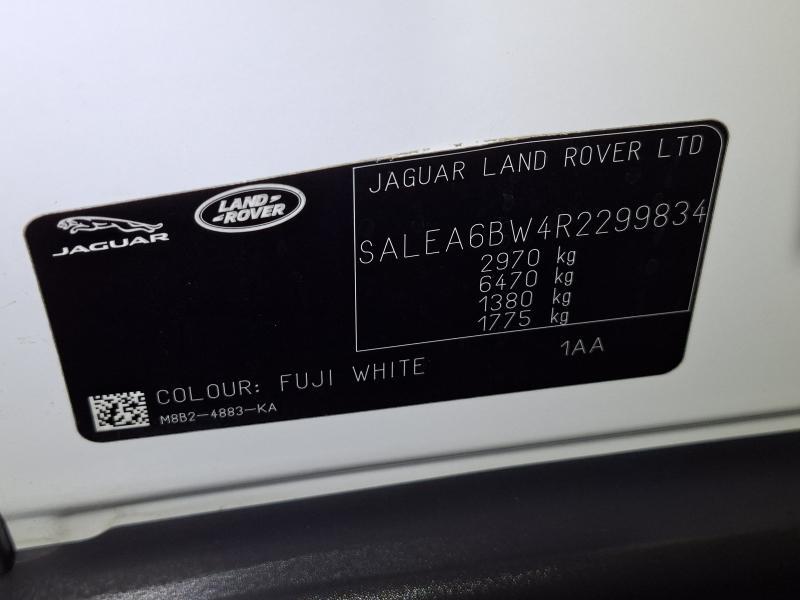 JAGUAR LAND ROVER LTD
JAGUAR
LAND
ROVER
SALEA6BW4R2299834
2970 kg
6470 kg
1380 kg
1775 kg
1AA
COLOUR: FUJI WHITE
M8B2-4883-KA